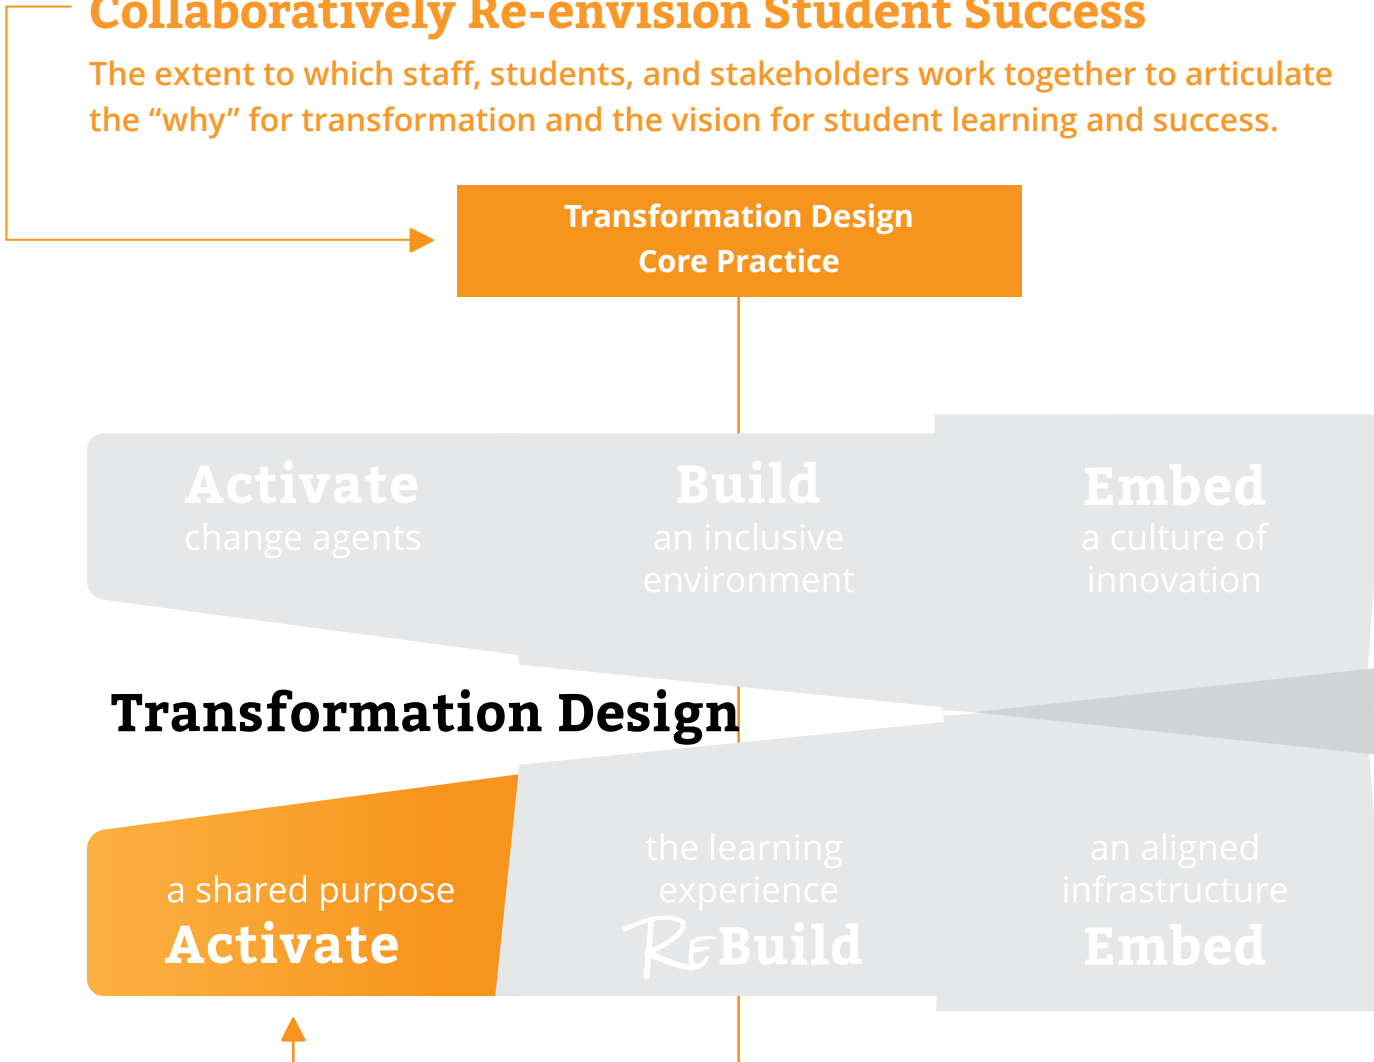 Collaboratively Re-envision Student Success
The extent to which staff, students, and stakeholders work together to articulate
the “why” for transformation and the vision for student learning and success.
Transformation Design
Core Practice
Activate
change agents
Build
an inclusive
environment
Embed
a culture of
innovation
Transformation Design
a shared purpose
Activate
the learning
experience
ReBuild
an aligned
infrastructure
Embed